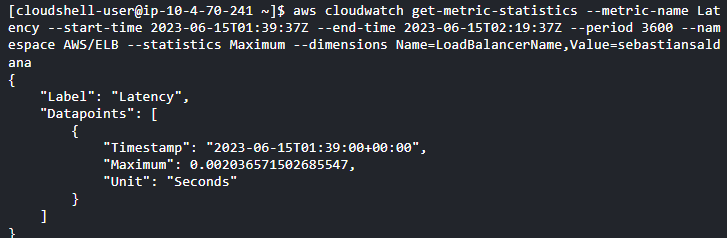 [cloudshell-user@ip-10-4-70-241 ~]$ aws cloudwatch get-metric-statistics --metric-name Lat
ency --start-time 2023-06-15T01:39:37Z --end-time 2023-06-15T02:19:37Z --period 3600 --nam
espace AWS/ELB --statistics Maximum --dimensions Name=LoadBalancerName,Value=sebastiansald
ana
{
    "Label": "Latency",
    "Datapoints": [
        {
            "Timestamp": "2023-06-15T01:39:00+00:00",
            "Maximum": 0.002036571502685547,
            "Unit": "Seconds"
        }
    ]
}